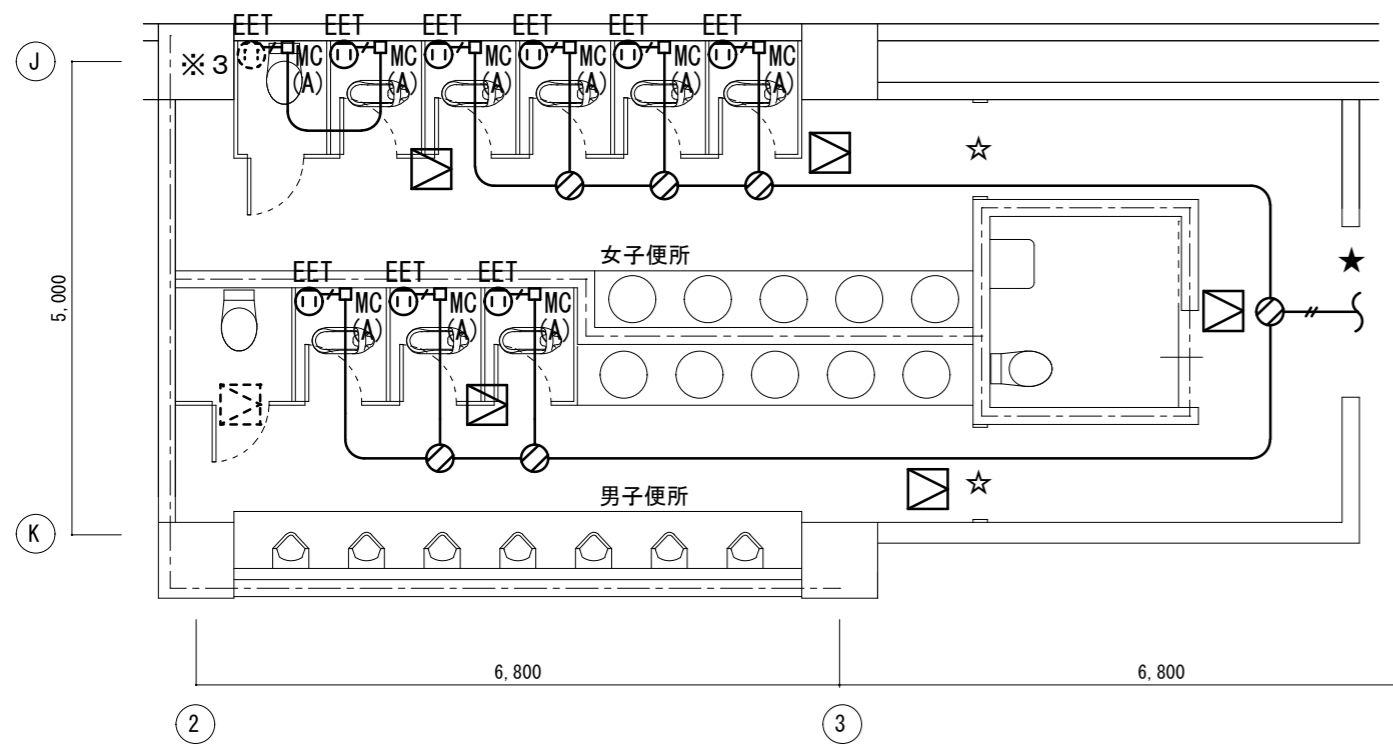 EET EET EET EET EET EET
J
※3
MC MC MC MC MC MC
(A) (A) (A) (A) (A) (A)
☆
5,000
女子便所
EET EET EET
★
MC MC MC
(A) (A) (A)
男子便所
☆
K
6,800 6,800
2 3